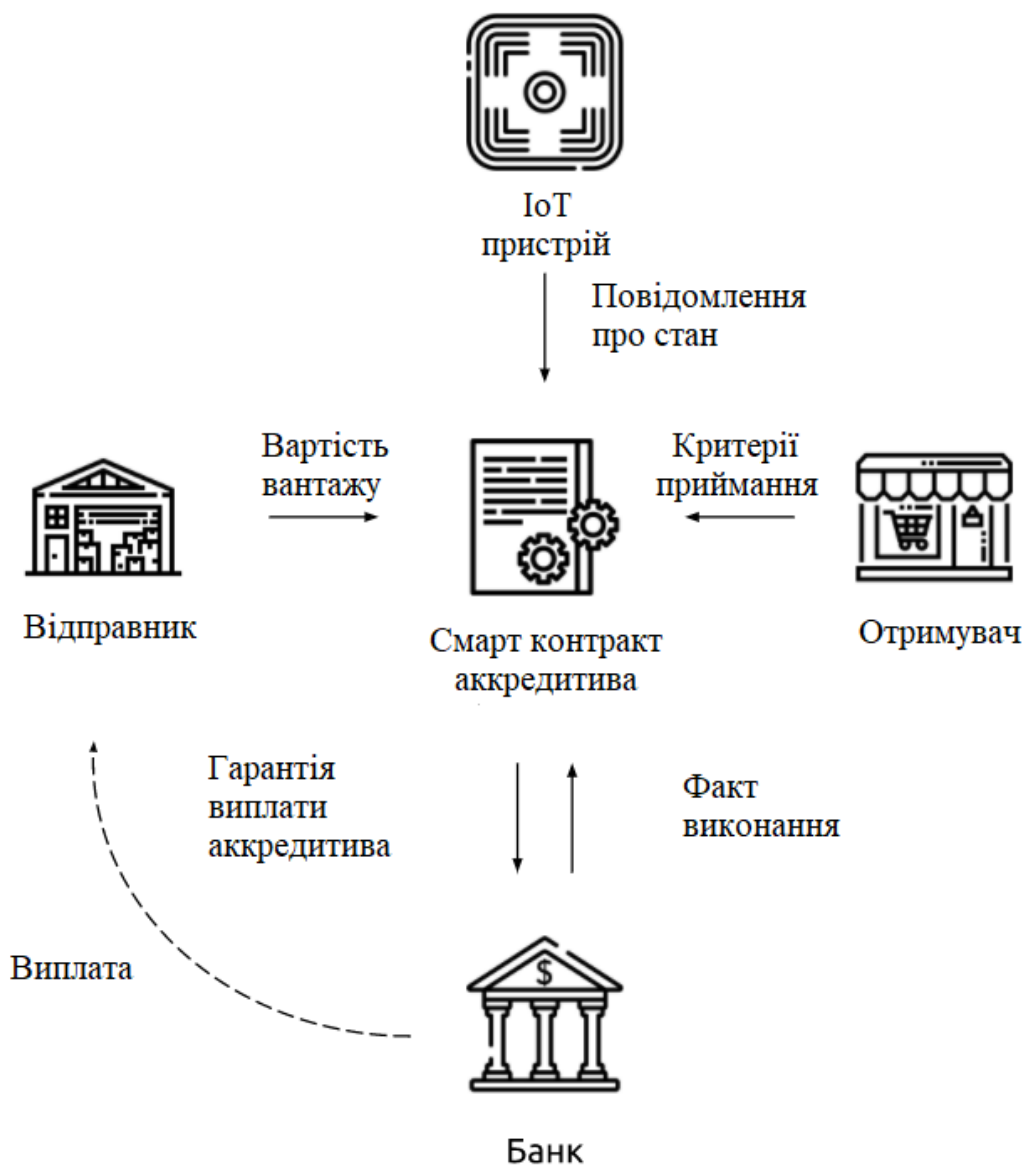 IoT
пристрій
Повідомлення
про стан
Вартість
вантажу
Критерії
приймання
Відправник
Смарт контракт
аккредитива
Отримувач
Гарантія
виплати
аккредитива
Факт
виконання
Виплата
$
Банк